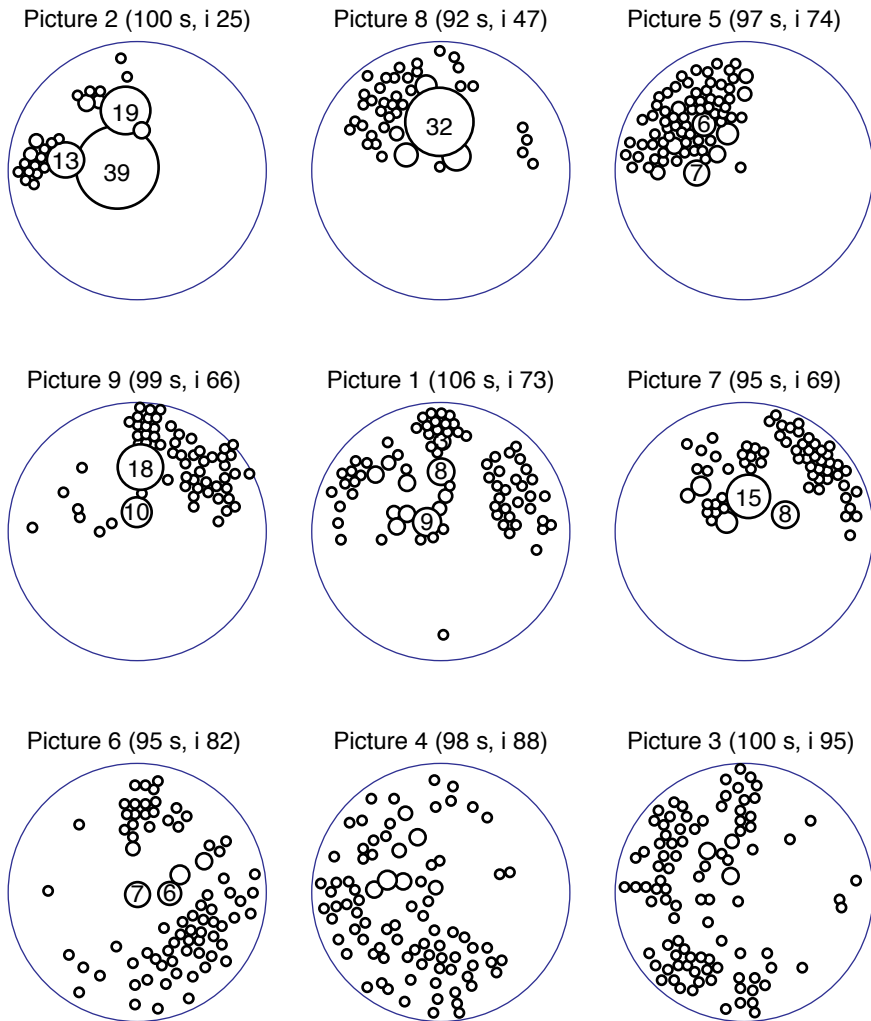 Picture 2 (100 s, i 25)
Picture 8 (92 s, i 47)
Picture 5 (97 s, i 74)
19
13
39
32
6
7
Picture 9 (99 s, i 66)
Picture 1 (106 s, i 73)
Picture 7 (95 s, i 69)
18
10
8
9
15
8
Picture 6 (95 s, i 82)
Picture 4 (98 s, i 88)
Picture 3 (100 s, i 95)
7
6